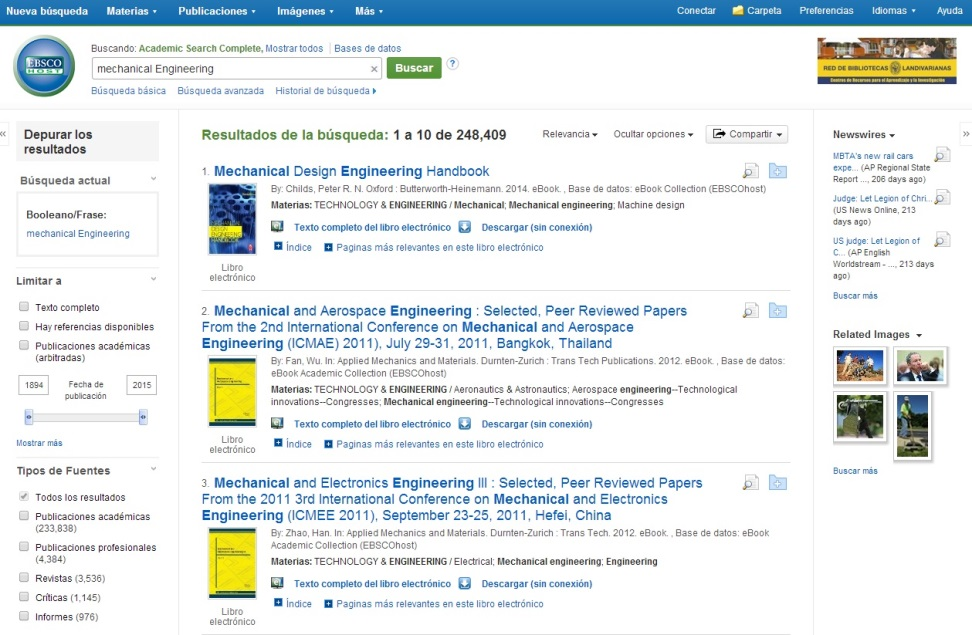 Nueva búsqueda Materias Publicaciones Imágenes Más Conectar Carpeta Preferencias Idiomas Ayuda
EBSCO
HOST
Buscando: Academic Search Complete, Mostrar todos Bases de datos
mechanical Engineering × Buscar ?
Búsqueda básica Búsqueda avanzada Historial de búsqueda
RED DE BIBLIOTECAS LANDIVARIANAS
Centros de Recursos para el Aprendizaje y la Investigación
«
Depurar los
resultados
Búsqueda actual
Booleano/Frase:
mechanical Engineering
Limitar a
Texto completo
Hay referencias disponibles
Publicaciones académicas
(arbitradas)
1894 Fecha de 2015
publicación
Mostrar más
Tipos de Fuentes
Todos los resultados
Publicaciones académicas
(233,838)
Publicaciones profesionales
(4,384)
Revistas (3,536)
Críticas (1,145)
Informes (976)
Resultados de la búsqueda: 1 a 10 de 248,409 Relevancia Ocultar opciones Compartir
1. Mechanical Design Engineering Handbook
By: Childs, Peter R. N. Oxford : Butterworth-Heinemann. 2014. eBook. , Base de datos: eBook Collection (EBSCOhost)
Materias: TECHNOLOGY & ENGINEERING / Mechanical; Mechanical engineering; Machine design
Texto completo del libro electrónico Descargar (sin conexión)
Índice Paginas más relevantes en este libro electrónico
Libro
electrónico
2. Mechanical and Aerospace Engineering : Selected, Peer Reviewed Papers
From the 2nd International Conference on Mechanical and Aerospace
Engineering (ICMAE) 2011), July 29-31, 2011, Bangkok, Thailand
By: Fan, Wu. In: Applied Mechanics and Materials. Durnten-Zurich : Trans Tech Publications. 2012. eBook. , Base de datos:
eBook Academic Collection (EBSCOhost)
Materias: TECHNOLOGY & ENGINEERING / Aeronautics & Astronautics; Aerospace engineering--Technological
innovations--Congresses; Mechanical engineering--Technological innovations--Congresses
Texto completo del libro electrónico Descargar (sin conexión)
Índice Paginas más relevantes en este libro electrónico
Libro
electrónico
3. Mechanical and Electronics Engineering III : Selected, Peer Reviewed Papers
From the 2011 3rd International Conference on Mechanical and Electronics
Engineering (ICMEE 2011), September 23-25, 2011, Hefei, China
By: Zhao, Han. In: Applied Mechanics and Materials. Durnten-Zurich : Trans Tech. 2012. eBook. , Base de datos: eBook
Academic Collection (EBSCOhost)
Materias: TECHNOLOGY & ENGINEERING / Electrical; Mechanical engineering; Engineering
Texto completo del libro electrónico Descargar (sin conexión)
Índice Paginas más relevantes en este libro electrónico
Libro
electrónico
»
Newswires
MBTA's new rail cars
expe... (AP Regional State
Report ..., 206 days ago)
Judge: Let Legion of Chri...
(US News Online, 213
days ago)
US judge: Let Legion of
C... (AP English
Worldstream - ..., 213 days
ago)
Buscar más
Related Images
Buscar más